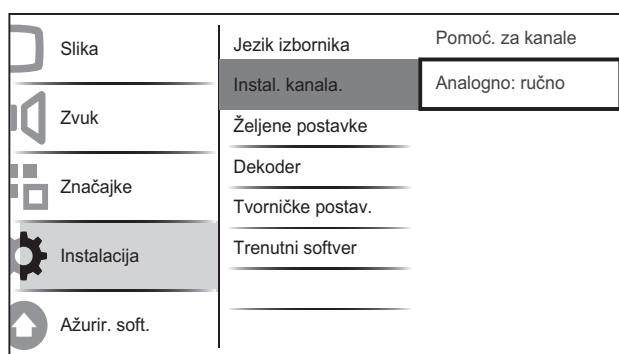 Slika
Zvuk
Značajke
Instalacija
Ažurir. soft.
Jezik izbornika
Instal. kanala.
Željene postavke
Dekoder
Tvorničke postav.
Trenutni softver
Pomoć. za kanale
Analogno: ručno